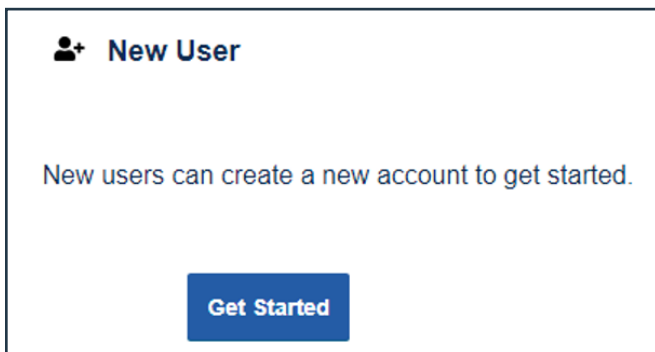 New User
New users can create a new account to get started.
Get Started